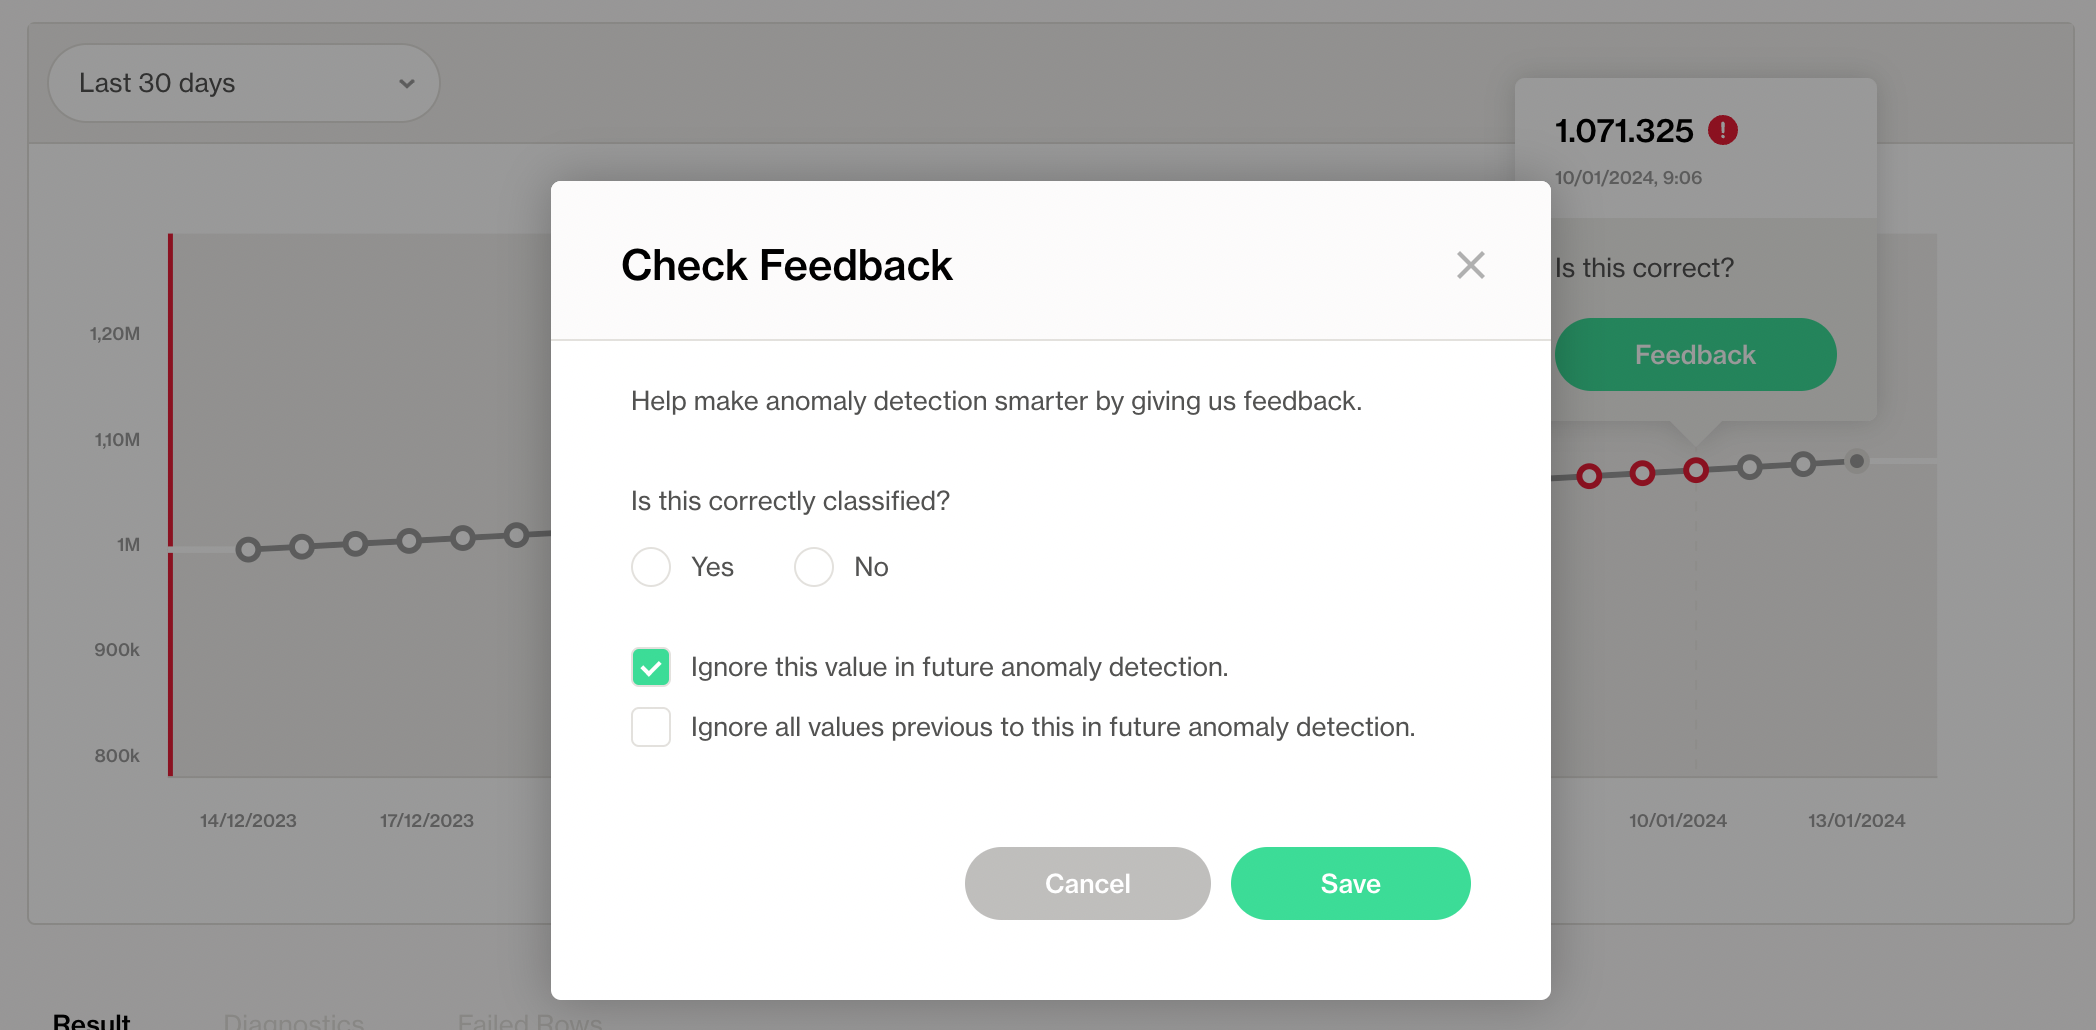 Last 30 days
1.071.325
10/01/2024, 9:06
Is this correct?
Feedback
Check Feedback
Help make anomaly detection smarter by giving us feedback.
Is this correctly classified?
Yes No
Ignore this value in future anomaly detection.
Ignore all values previous to this in future anomaly detection.
Cancel Save
1,20M
1,10M
1M
900k
800k
14/12/2023 17/12/2023 10/01/2024 13/01/2024
Result Diagnostics Failed Rows